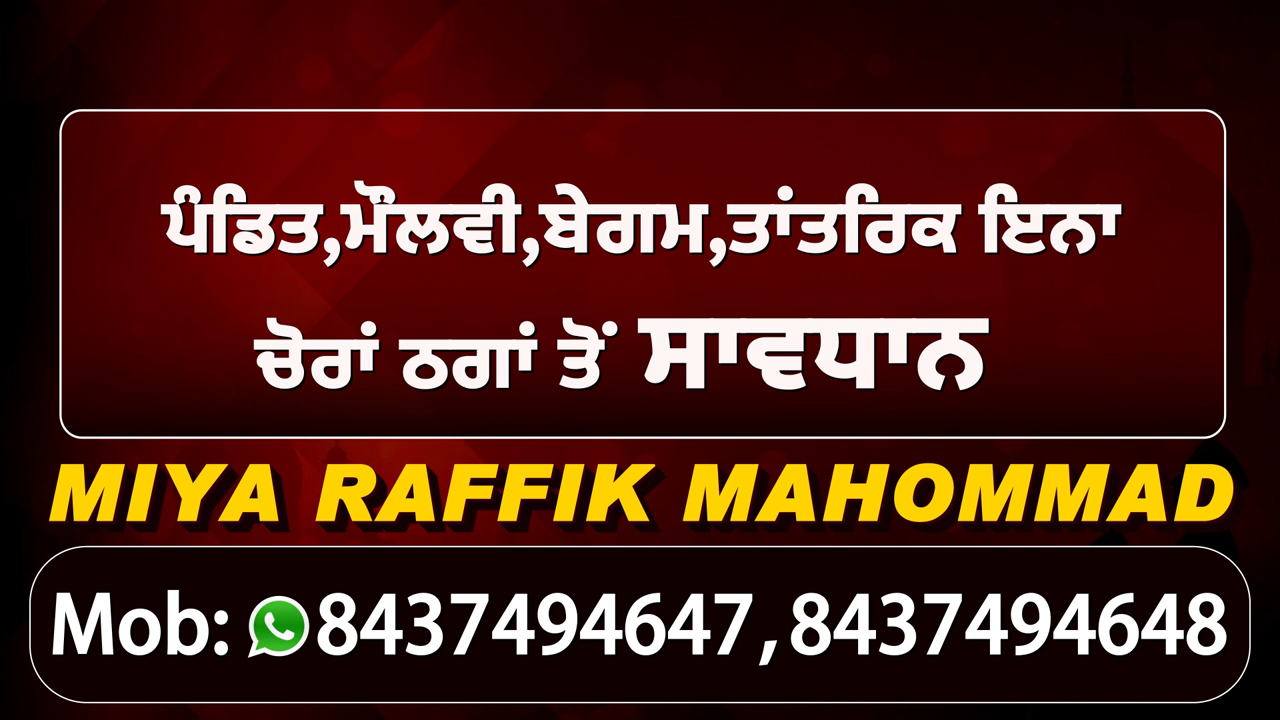 ਪੰਡਿਤ,ਮੌਲਵੀ,ਬੇਗਮ,ਤਾਂਤਰਿਕ ਇਨਾ
ਚੋਰਾਂ ਠਗਾਂ ਤੋਂ ਸਾਵਧਾਨ
MIYA RAFFIK MAHOMMAD
Mob: 8437494647, 8437494648